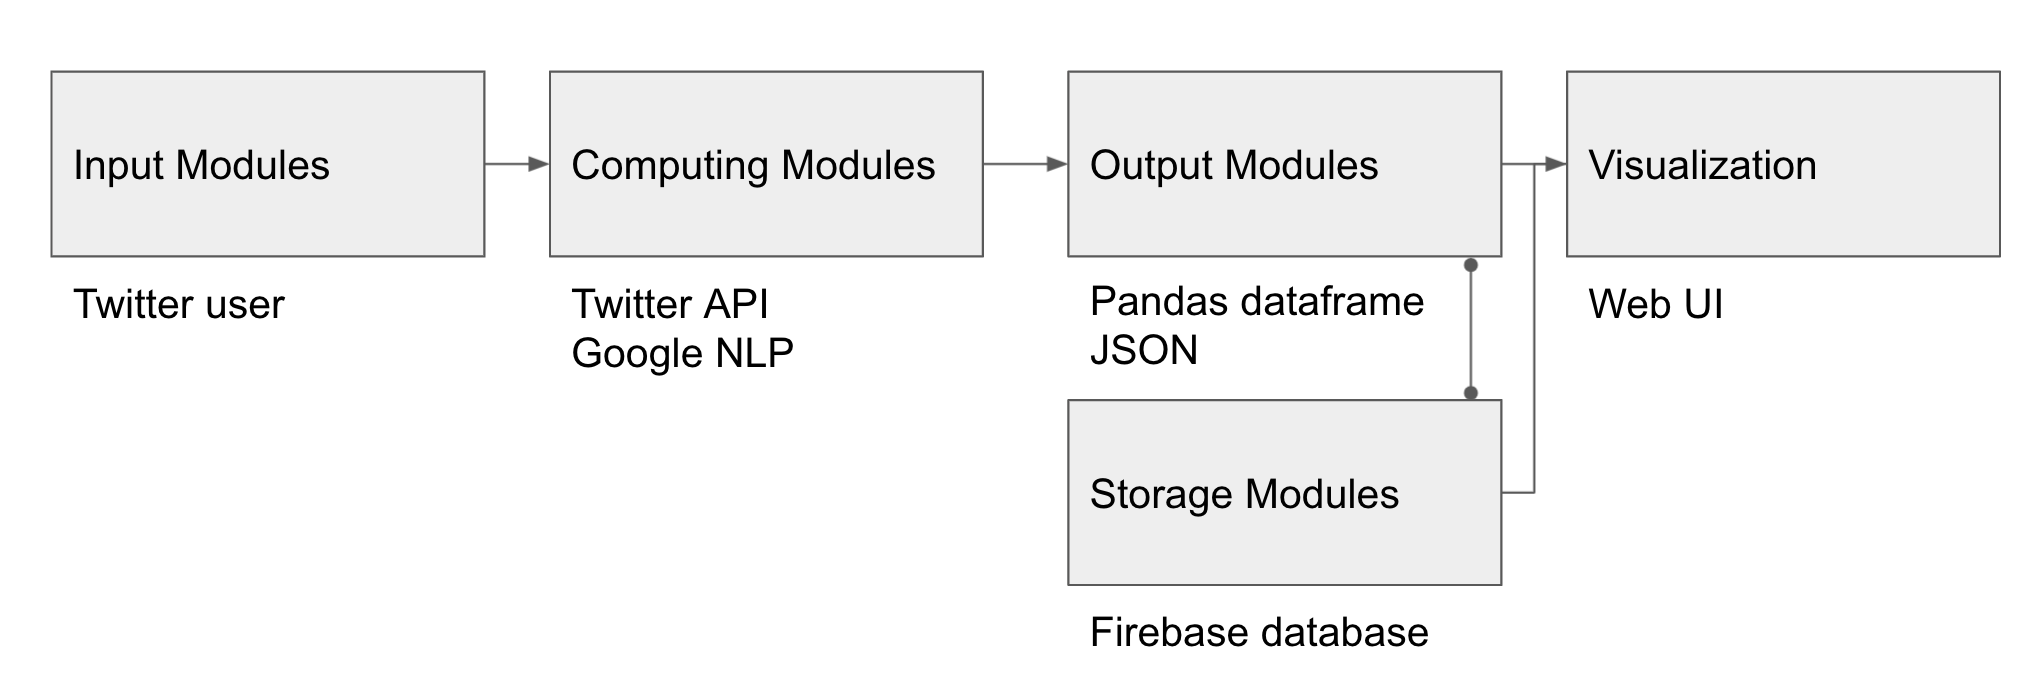 Input Modules
Computing Modules
Output Modules
Visualization
Twitter user
Twitter API
Google NLP
Pandas dataframe
JSON
Web UI
Storage Modules
Firebase database